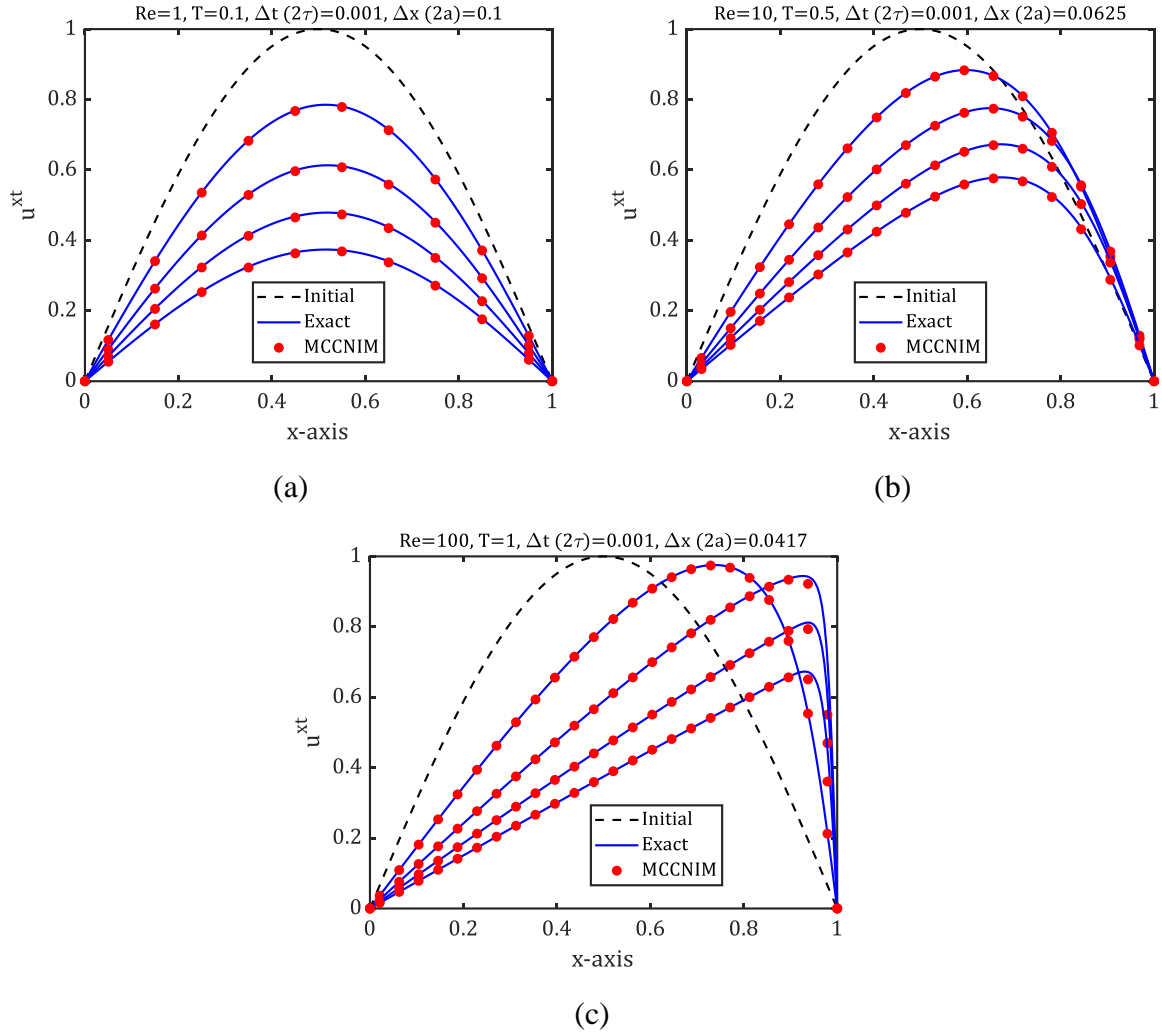 Re=1, T=0.1, Δt (2τ)=0.001, Δx (2a)=0.1
1
0.8
0.6
0.4
0.2
0
u^xt
Initial
Exact
MCCNIM
0 0.2 0.4 0.6 0.8 1
x-axis
(a)
Re=10, T=0.5, Δt (2τ)=0.001, Δx (2a)=0.0625
1
0.8
0.6
0.4
0.2
0
u^xt
Initial
Exact
MCCNIM
0 0.2 0.4 0.6 0.8 1
x-axis
(b)
Re=100, T=1, Δt (2τ)=0.001, Δx (2a)=0.0417
1
0.8
0.6
0.4
0.2
0
u^xt
Initial
Exact
MCCNIM
0 0.2 0.4 0.6 0.8 1
x-axis
(c)